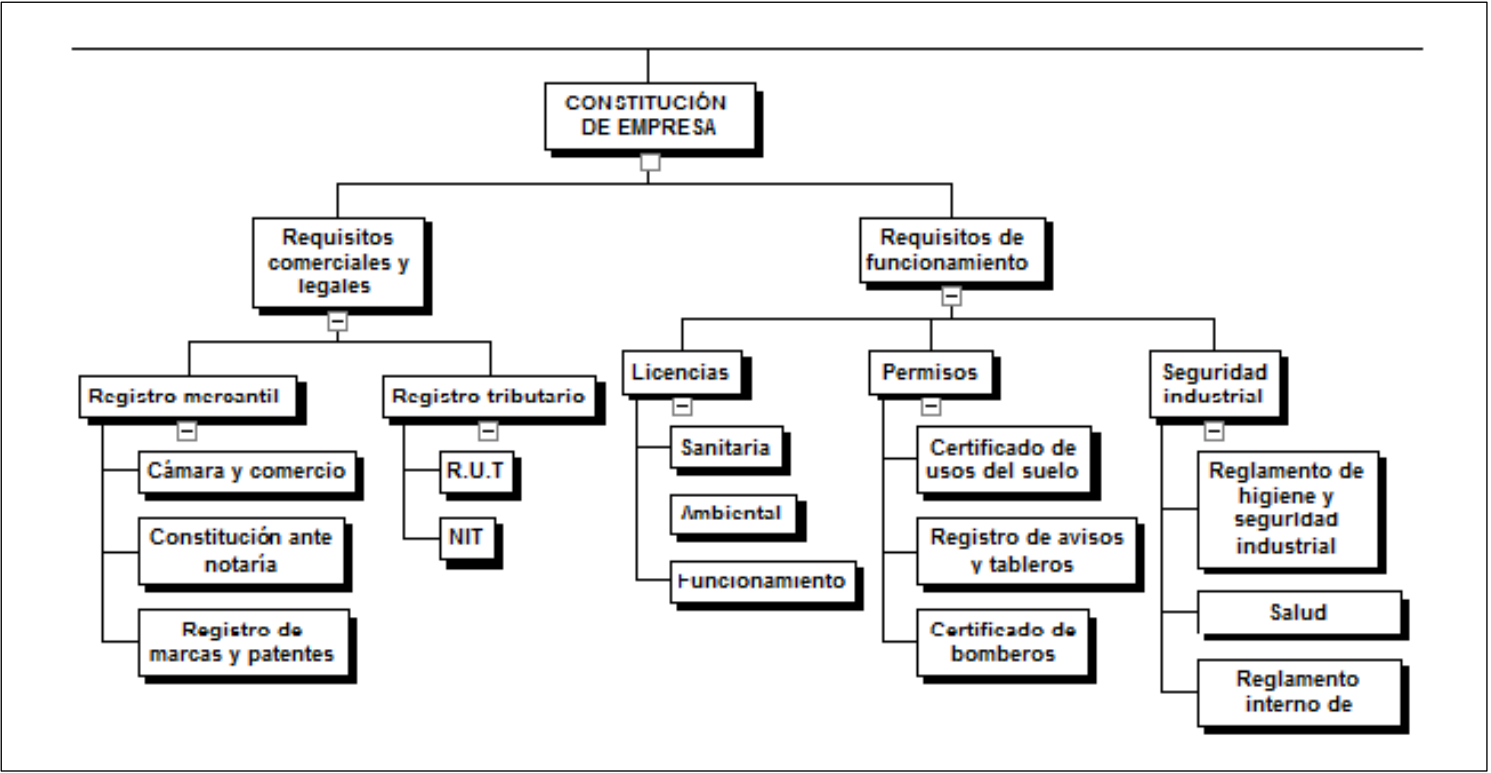 CONSTITUCIÓN
DE EMPRESA
Requisitos
comerciales y
legales
Requisitos de
funcionamiento
Registro mercantil
Registro tributario
Licencias
Permisos
Seguridad
industrial
Cámara y comercio
Constitución ante
notaría
Registro de
marcas y patentes
R.U.T
NIT
Sanitaria
Ambiental
Funcionamiento
Certificado de
usos del suelo
Registro de avisos
y tableros
Certificado de
bomberos
Reglamento de
higiene y
seguridad
industrial
Salud
Reglamento
interno de